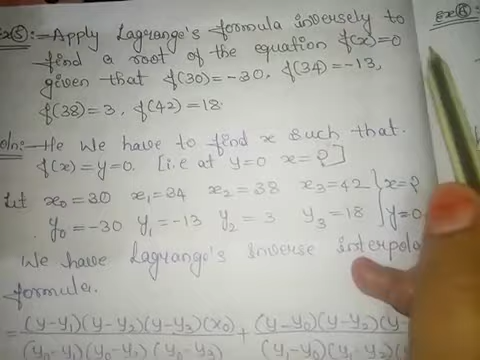 Ex(5):- Apply Lagrange's formula inversely to
find a root of the equation f(x)=0
given that f(30)=-30, f(34)=-13,
f(38)=3, f(42)=18.
Soln:- He we have to find x such that.
f(x)=y=0. [i.e at y=0 x=?]
Let x₀=30 x₁=34 x₂=38 x₃=42 } x=?
y₀=-30 y₁=-13 y₂=3 y₃=18 } y=0
We have Lagrange's inverse interpola
formula.
= (y-y₁)(y-y₂)(y-y₃)(x₀) + (y-y₀)(y-y₂)(y-
(y₀-y₁)(y₀-y₂)(y₀-y₃) (y₁-y₀)(y₁-y₂)(y